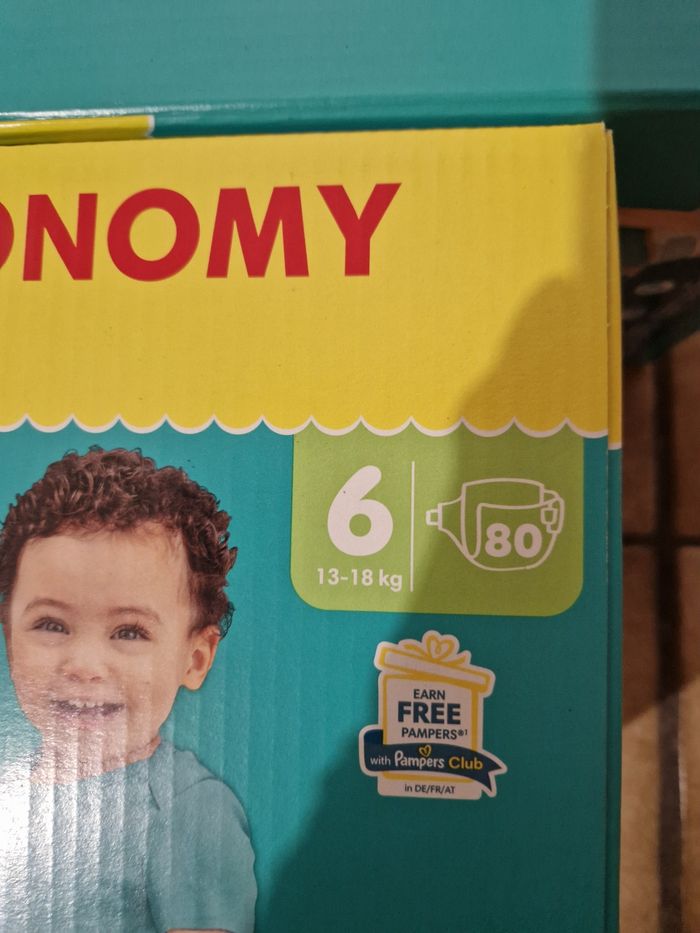 ONOMY
6
80
13-18 kg
EARN
FREE
PAMPERS®¹
with Pampers Club
in DE/FR/AT